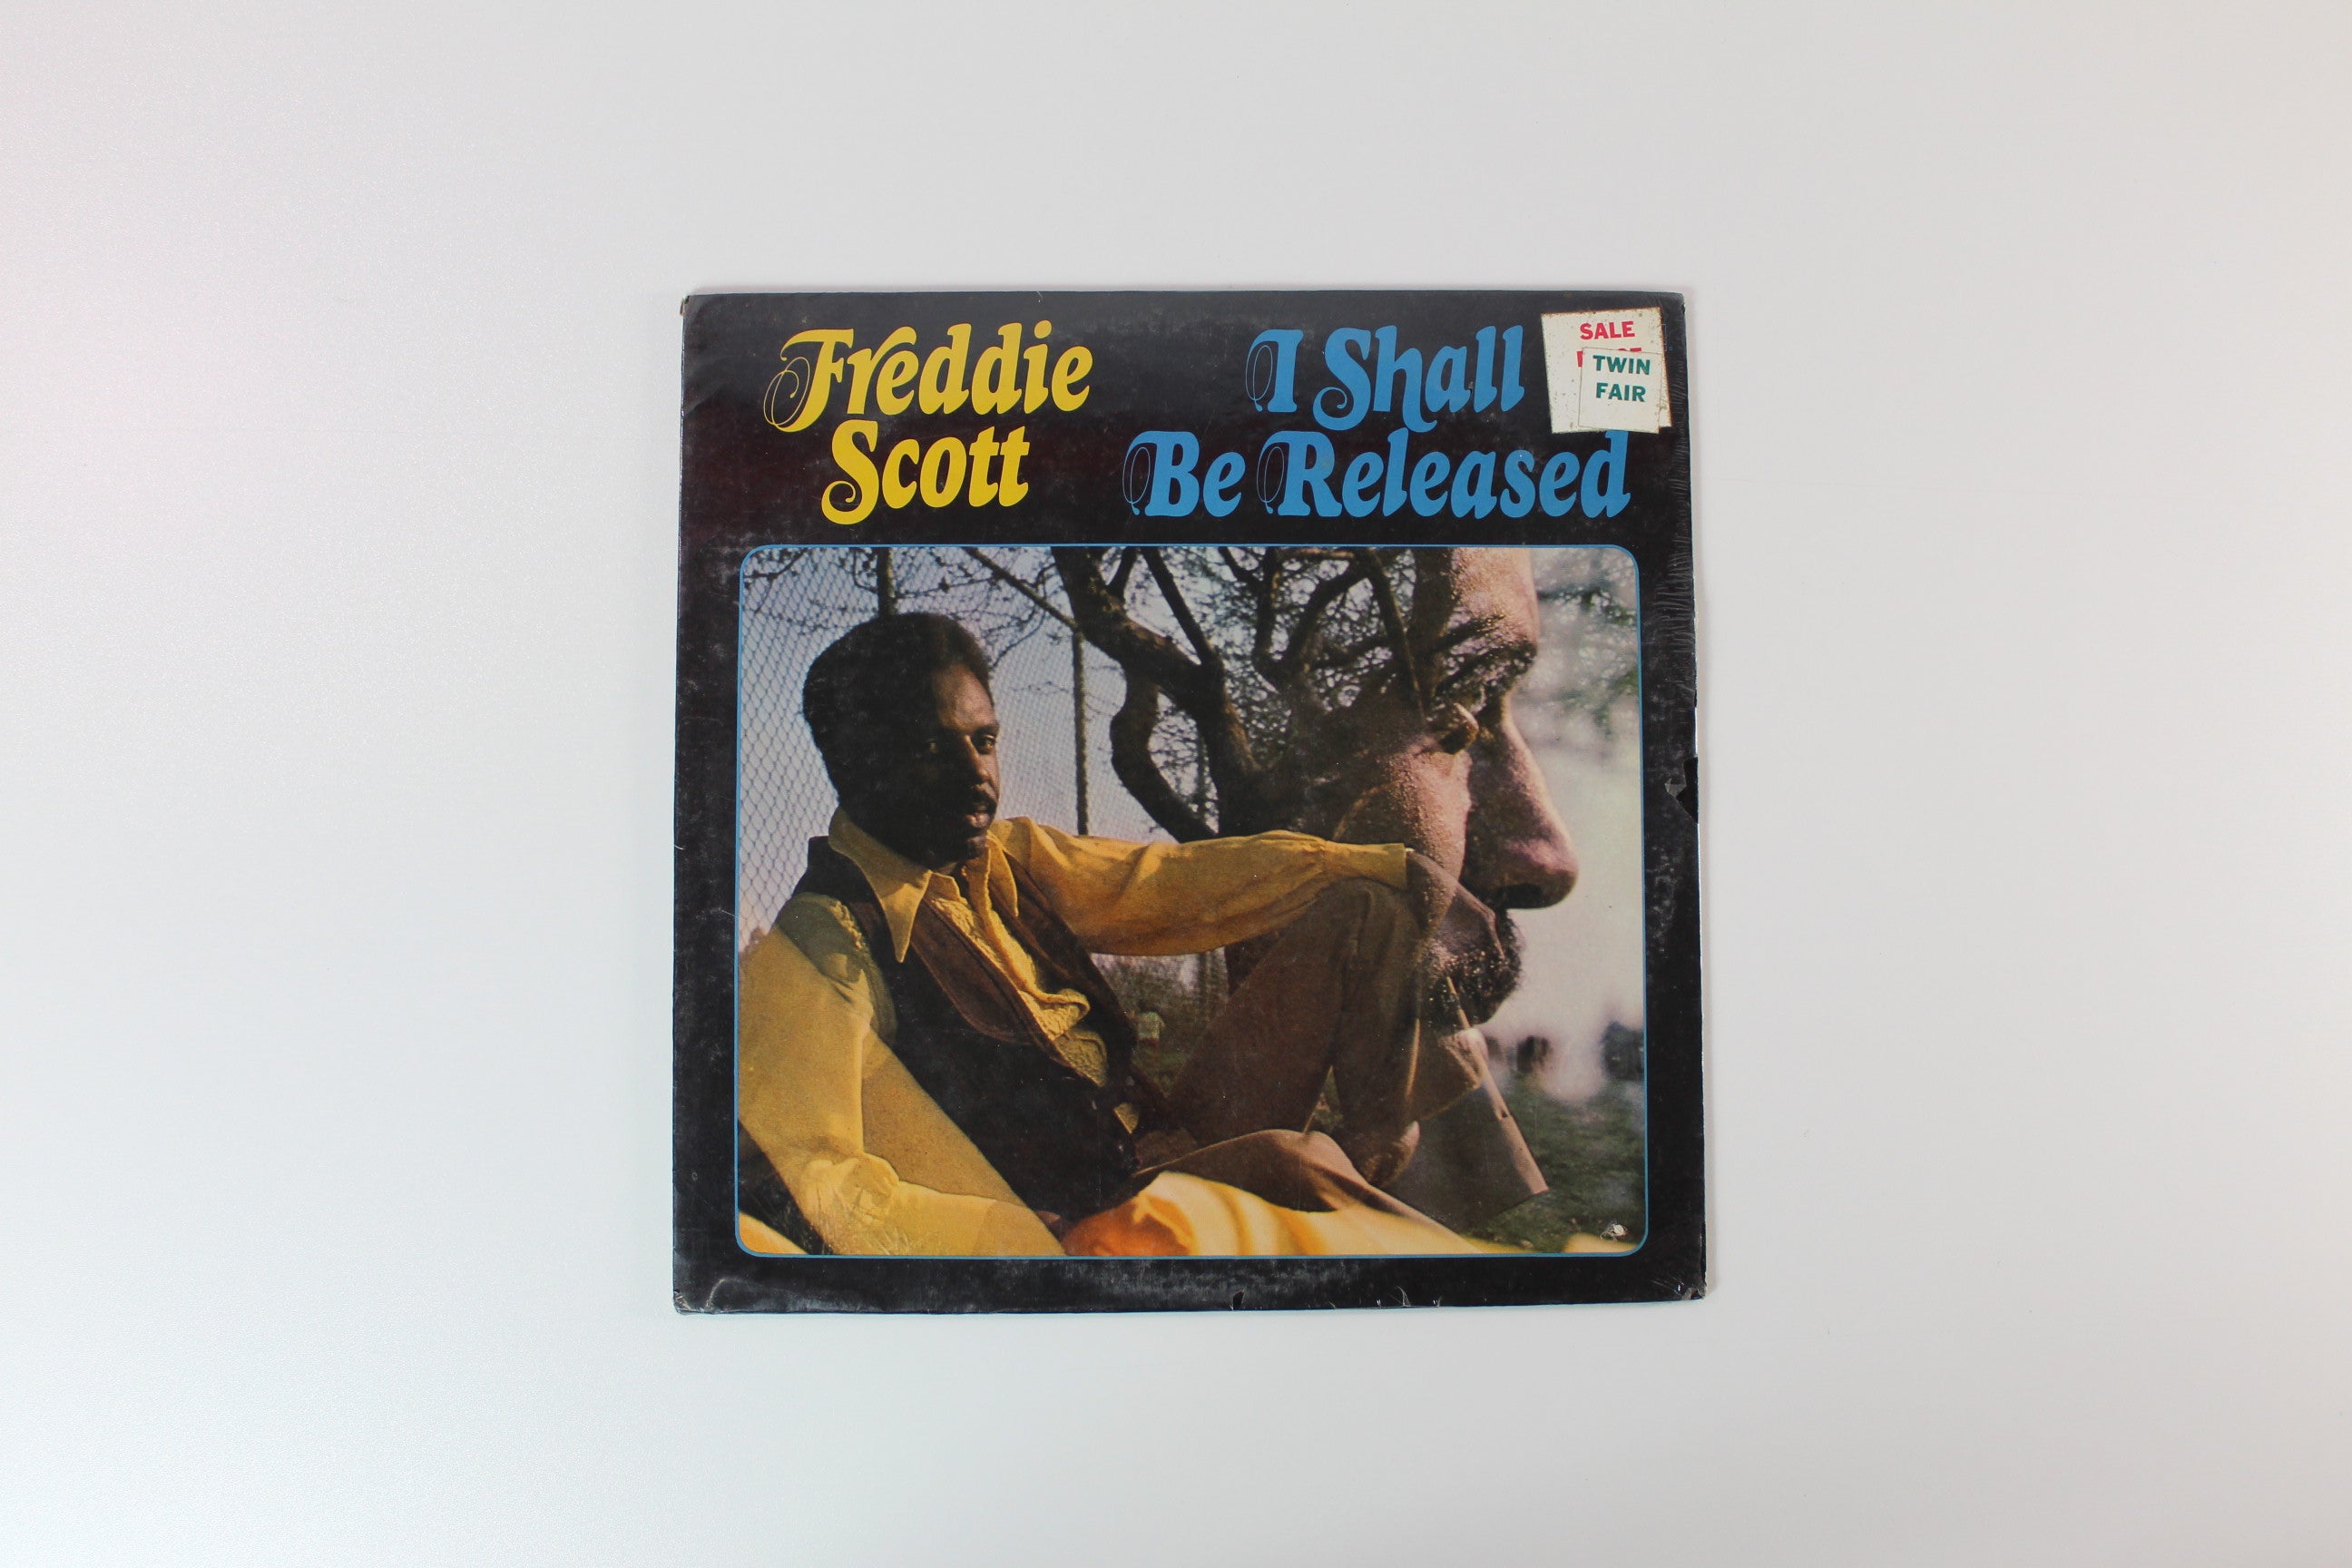 Freddie
Scott
I Shall
Be Released
SALE
TWIN
FAIR